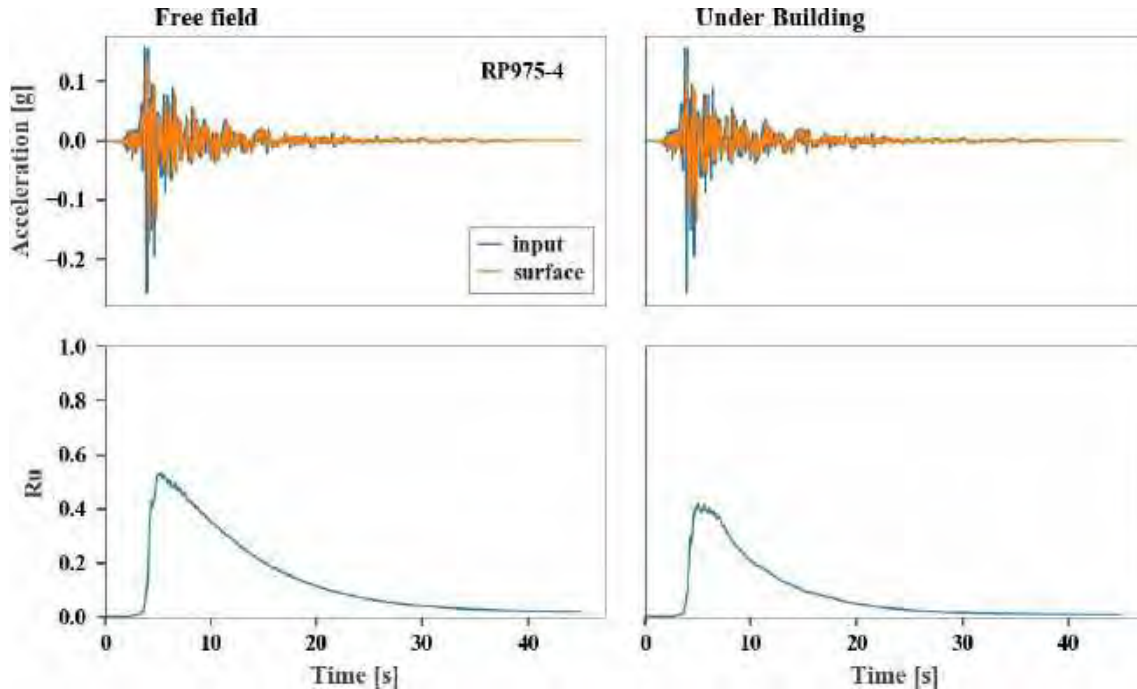 Free field
Under Building
RP975-4
Acceleration [g]
0.1
0.0
−0.1
−0.2
input
surface
Ru
1.0
0.8
0.6
0.4
0.2
0.0
0 10 20 30 40
0 10 20 30 40
Time [s]
Time [s]